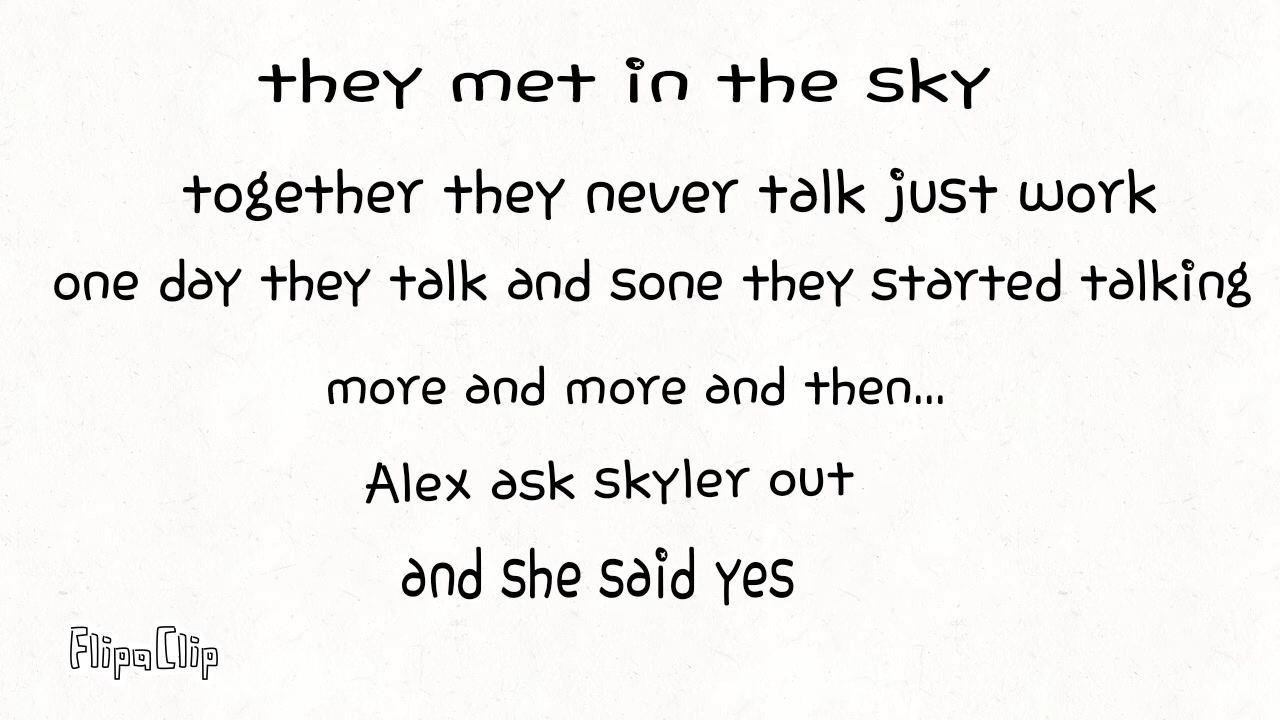 they met in the sky
together they never talk just work
one day they talk and sone they started talking
more and more and then...
Alex ask skyler out
and she said yes
FlipaClip